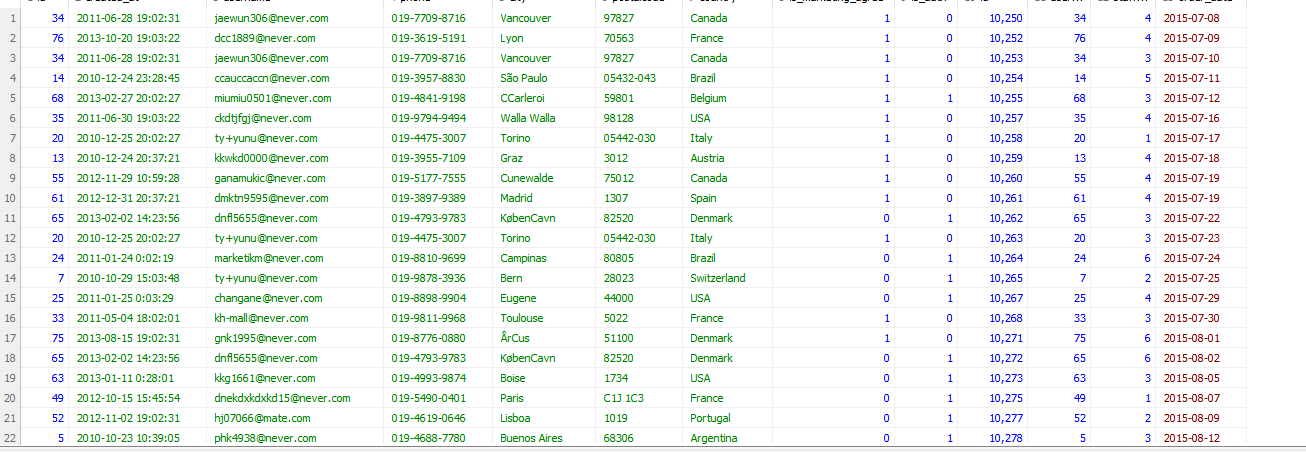 1 34 2011-06-28 19:02:31 jaewun306@never.com 019-7709-8716 Vancouver 97827 Canada 1 0 10,250 34 4 2015-07-08
2 76 2013-10-20 19:03:22 dcc1889@never.com 019-3619-5191 Lyon 70563 France 1 0 10,252 76 4 2015-07-09
3 34 2011-06-28 19:02:31 jaewun306@never.com 019-7709-8716 Vancouver 97827 Canada 1 0 10,253 34 3 2015-07-10
4 14 2010-12-24 23:28:45 ccauccaccn@never.com 019-3957-8830 São Paulo 05432-043 Brazil 1 0 10,254 14 5 2015-07-11
5 68 2013-02-27 20:02:27 miumiu0501@never.com 019-4841-9198 CCarleroi 59801 Belgium 1 1 10,255 68 3 2015-07-12
6 35 2011-06-30 19:03:22 ckdtjfgj@never.com 019-9794-9494 Walla Walla 98128 USA 1 0 10,257 35 4 2015-07-16
7 20 2010-12-25 20:02:27 ty+yunu@never.com 019-4475-3007 Torino 05442-030 Italy 1 0 10,258 20 1 2015-07-17
8 13 2010-12-24 20:37:21 kkwkd0000@never.com 019-3955-7109 Graz 3012 Austria 1 0 10,259 13 4 2015-07-18
9 55 2012-11-29 10:59:28 ganamukic@never.com 019-5177-7555 Cunewalde 75012 Canada 1 0 10,260 55 4 2015-07-19
10 61 2012-12-31 20:37:21 dmktn9595@never.com 019-3897-9389 Madrid 1307 Spain 1 0 10,261 61 4 2015-07-19
11 65 2013-02-02 14:23:56 dnfl5655@never.com 019-4793-9783 KøbenCavn 82520 Denmark 0 1 10,262 65 3 2015-07-22
12 20 2010-12-25 20:02:27 ty+yunu@never.com 019-4475-3007 Torino 05442-030 Italy 1 0 10,263 20 3 2015-07-23
13 24 2011-01-24 0:02:19 marketikm@never.com 019-8810-9699 Campinas 80805 Brazil 0 1 10,264 24 6 2015-07-24
14 7 2010-10-29 15:03:48 ty+yunu@never.com 019-9878-3936 Bern 28023 Switzerland 0 1 10,265 7 2 2015-07-25
15 25 2011-01-25 0:03:29 changane@never.com 019-8898-9904 Eugene 44000 USA 0 1 10,267 25 4 2015-07-29
16 33 2011-05-04 18:02:01 kh-mall@never.com 019-9811-9968 Toulouse 5022 France 0 1 10,268 33 3 2015-07-30
17 75 2013-08-15 19:02:31 gnk1995@never.com 019-8776-0880 ÅrCus 51100 Denmark 1 0 10,271 75 6 2015-08-01
18 65 2013-02-02 14:23:56 dnfl5655@never.com 019-4793-9783 KøbenCavn 82520 Denmark 0 1 10,272 65 6 2015-08-02
19 63 2013-01-11 0:28:01 kkg1661@never.com 019-4993-9874 Boise 1734 USA 0 1 10,273 63 3 2015-08-05
20 49 2012-10-15 15:45:54 dnekdxkdxkd15@never.com 019-5490-0401 Paris C1J 1C3 France 0 1 10,275 49 1 2015-08-07
21 52 2012-11-02 19:02:31 hj07066@mate.com 019-4619-0646 Lisboa 1019 Portugal 0 1 10,277 52 2 2015-08-09
22 5 2010-10-23 10:39:05 phk4938@never.com 019-4688-7780 Buenos Aires 68306 Argentina 0 1 10,278 5 3 2015-08-12